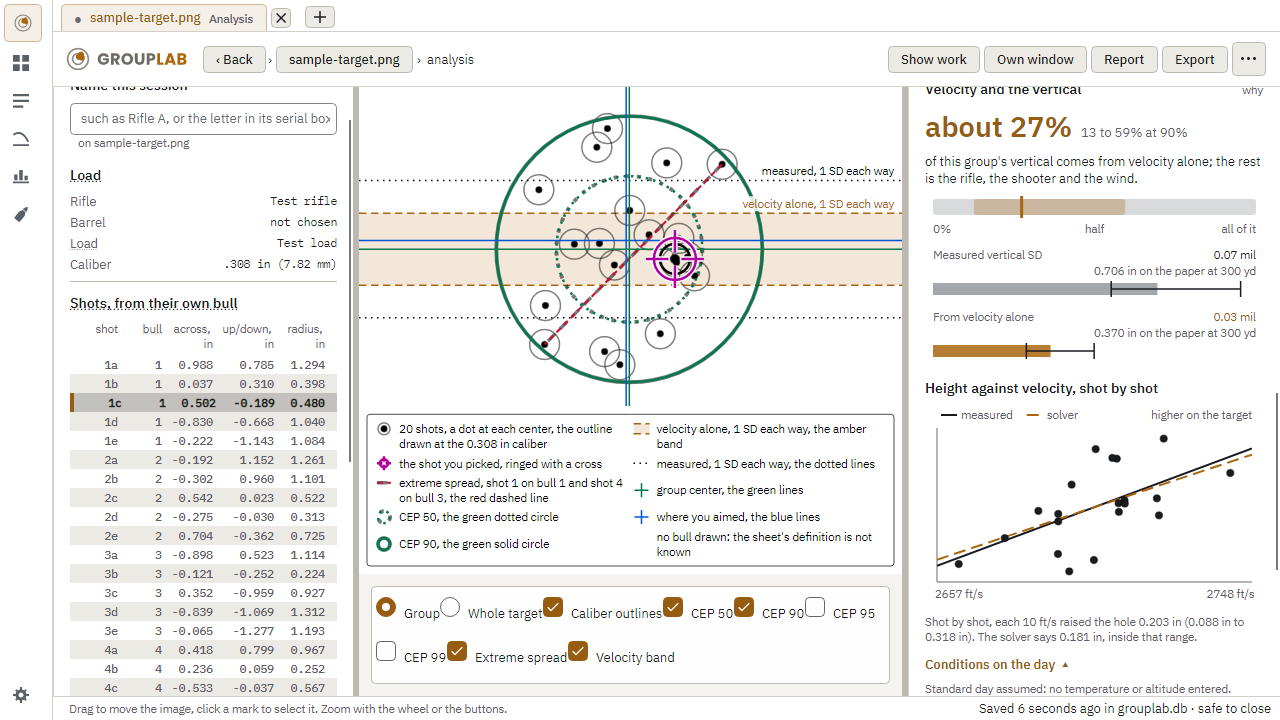 sample-target.png Analysis
GROUPLAB
‹ Back › sample-target.png › analysis
Show work Own window Report Export
Name this session
such as Rifle A, or the letter in its serial box
on sample-target.png
Load
Rifle Test rifle
Barrel not chosen
Load Test load
Caliber .308 in (7.82 mm)
Shots, from their own bull
shot bull across, in up/down, in radius, in
1a 1 0.988 0.785 1.294
1b 1 0.037 0.310 0.398
1c 1 0.502 -0.189 0.480
1d 1 -0.830 -0.668 1.040
1e 1 -0.222 -1.143 1.084
2a 2 -0.192 1.152 1.261
2b 2 -0.302 0.960 1.101
2c 2 0.542 0.023 0.522
2d 2 -0.275 -0.030 0.313
2e 2 0.704 -0.362 0.725
3a 3 -0.898 0.523 1.114
3b 3 -0.121 -0.252 0.224
3c 3 0.352 -0.959 0.927
3d 3 -0.839 -1.069 1.312
3e 3 -0.065 -1.277 1.193
4a 4 0.418 0.799 0.967
4b 4 0.236 0.059 0.252
4c 4 -0.533 -0.037 0.567
measured, 1 SD each way
velocity alone, 1 SD each way
20 shots, a dot at each center, the outline
drawn at the 0.308 in caliber
the shot you picked, ringed with a cross
extreme spread, shot 1 on bull 1 and shot 4
on bull 3, the red dashed line
CEP 50, the green dotted circle
CEP 90, the green solid circle
velocity alone, 1 SD each way, the amber
band
measured, 1 SD each way, the dotted lines
group center, the green lines
where you aimed, the blue lines
no bull drawn: the sheet's definition is not
known
Group Whole target Caliber outlines CEP 50 CEP 90 CEP 95
CEP 99 Extreme spread Velocity band
Velocity and the vertical why
about 27% 13 to 59% at 90%
of this group's vertical comes from velocity alone; the rest
is the rifle, the shooter and the wind.
0% half all of it
Measured vertical SD 0.07 mil
0.706 in on the paper at 300 yd
From velocity alone 0.03 mil
0.370 in on the paper at 300 yd
Height against velocity, shot by shot
measured solver higher on the target
2657 ft/s 2748 ft/s
Shot by shot, each 10 ft/s raised the hole 0.203 in (0.088 in to
0.318 in). The solver says 0.181 in, inside that range.
Conditions on the day
Standard day assumed: no temperature or altitude entered.
Drag to move the image, click a mark to select it. Zoom with the wheel or the buttons.
Saved 6 seconds ago in grouplab.db · safe to close